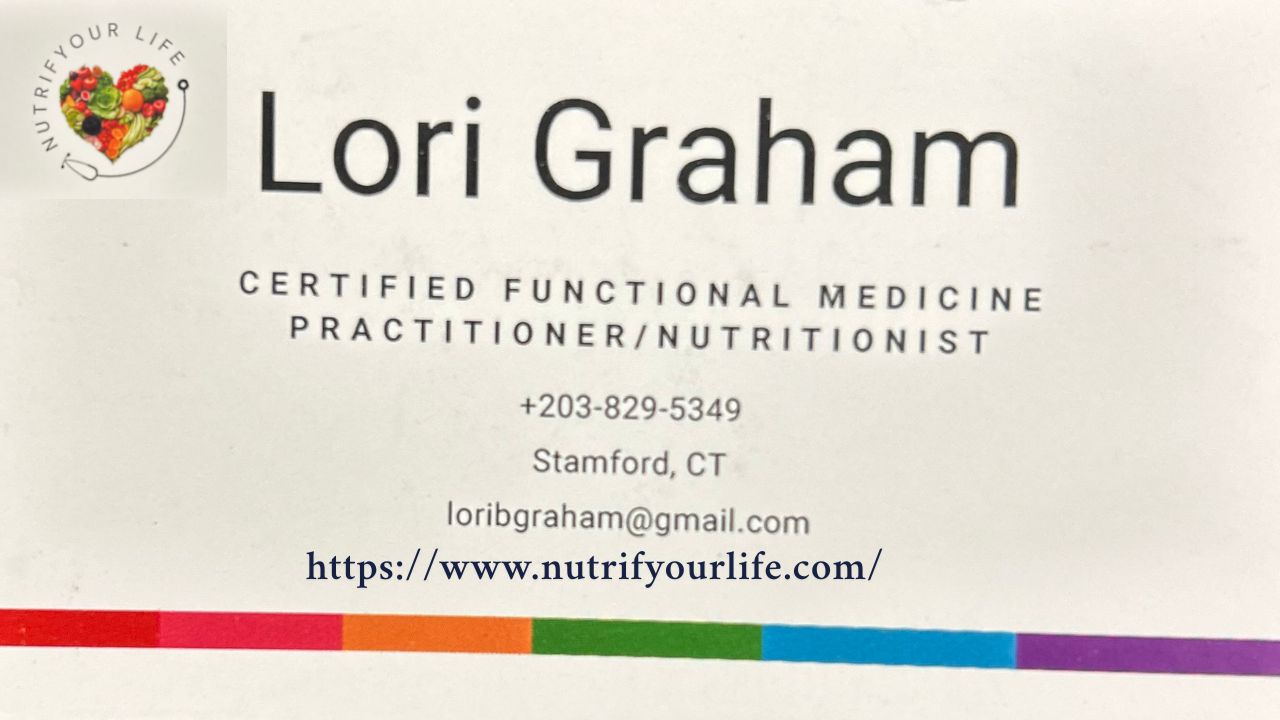 NUTRIFYOUR LIFE
Lori Graham
CERTIFIED FUNCTIONAL MEDICINE
PRACTITIONER/NUTRITIONIST
+203-829-5349
Stamford, CT
loribgraham@gmail.com
https://www.nutrifyourlife.com/